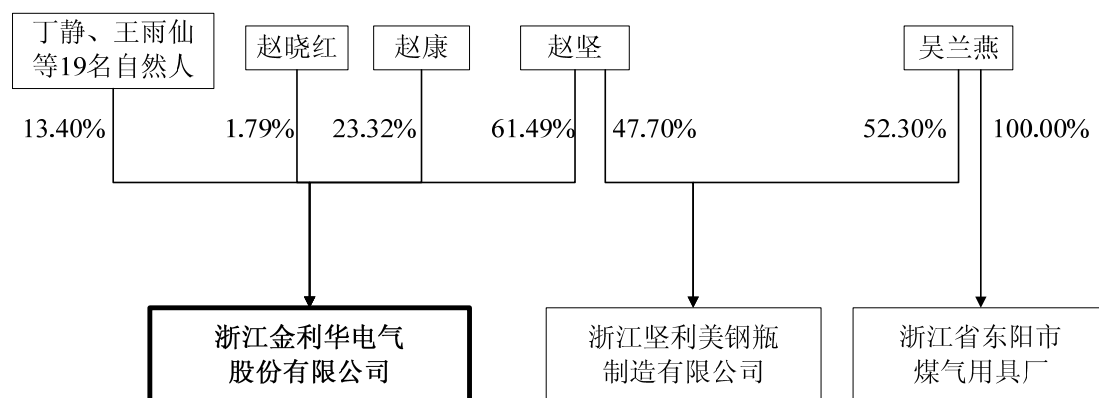 丁静、王雨仙
等19名自然人
赵晓红
赵康
赵坚
吴兰燕
13.40%
1.79%
23.32%
61.49%
47.70%
52.30%
100.00%
浙江金利华电气
股份有限公司
浙江坚利美钢瓶
制造有限公司
浙江省东阳市
煤气用具厂